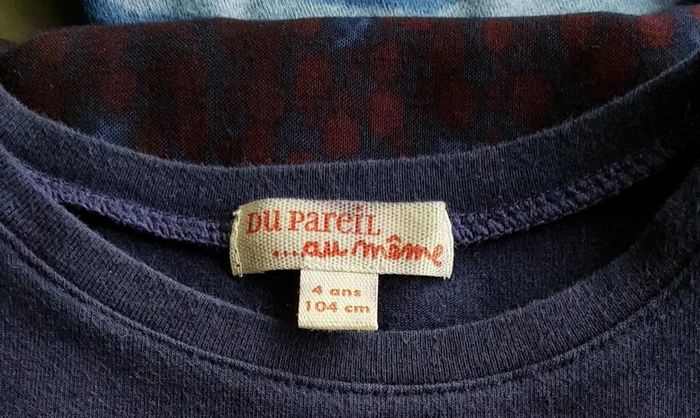 DU PaReiL
...au même
4 ans
104 cm